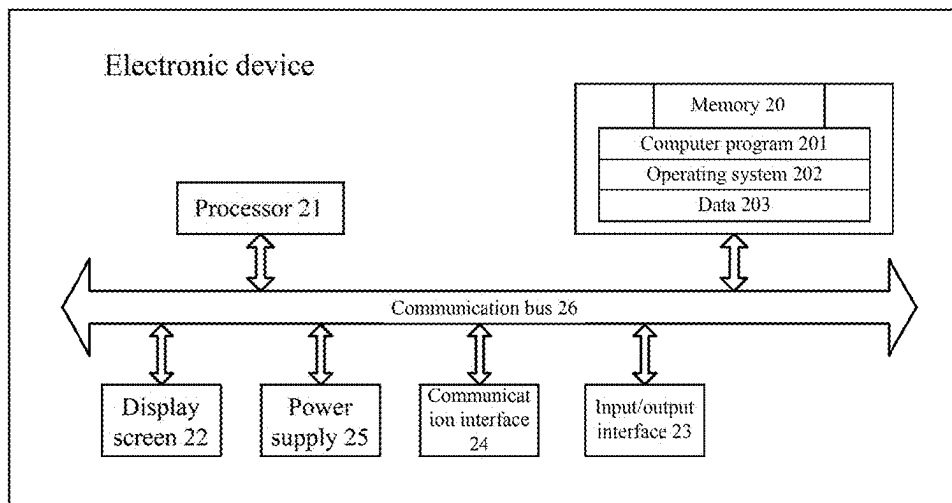 Electronic device
Memory 20
Computer program 201
Operating system 202
Data 203
Processor 21
Communication bus 26
Display
screen 22
Power
supply 25
Communicat
ion interface
24
Input/output
interface 23